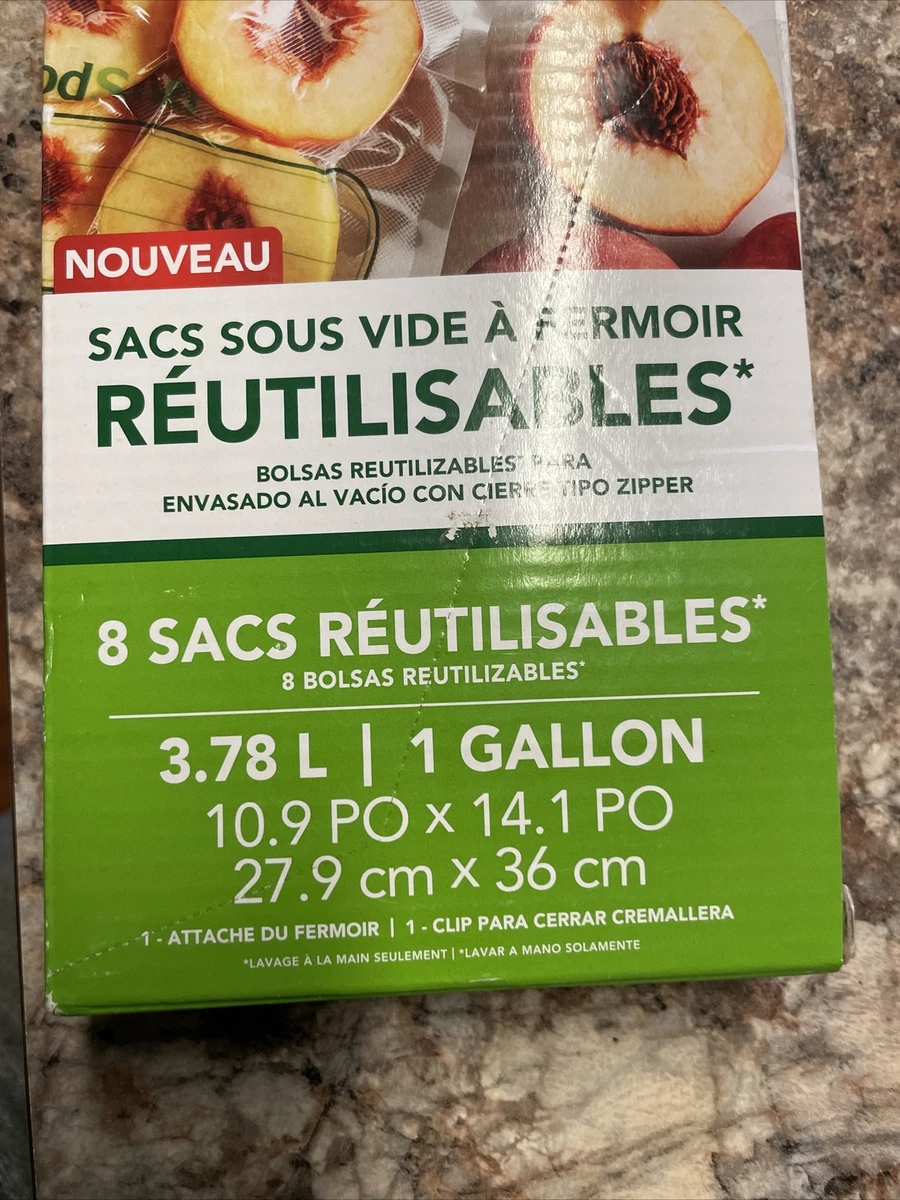 NOUVEAU
SACS SOUS VIDE À FERMOIR
RÉUTILISABLES*
BOLSAS REUTILIZABLES* PARA
ENVASADO AL VACÍO CON CIERRE TIPO ZIPPER
8 SACS RÉUTILISABLES*
8 BOLSAS REUTILIZABLES*
3.78 L | 1 GALLON
10.9 PO x 14.1 PO
27.9 cm x 36 cm
1 - ATTACHE DU FERMOIR | 1 - CLIP PARA CERRAR CREMALLERA
*LAVAGE À LA MAIN SEULEMENT | *LAVAR A MANO SOLAMENTE